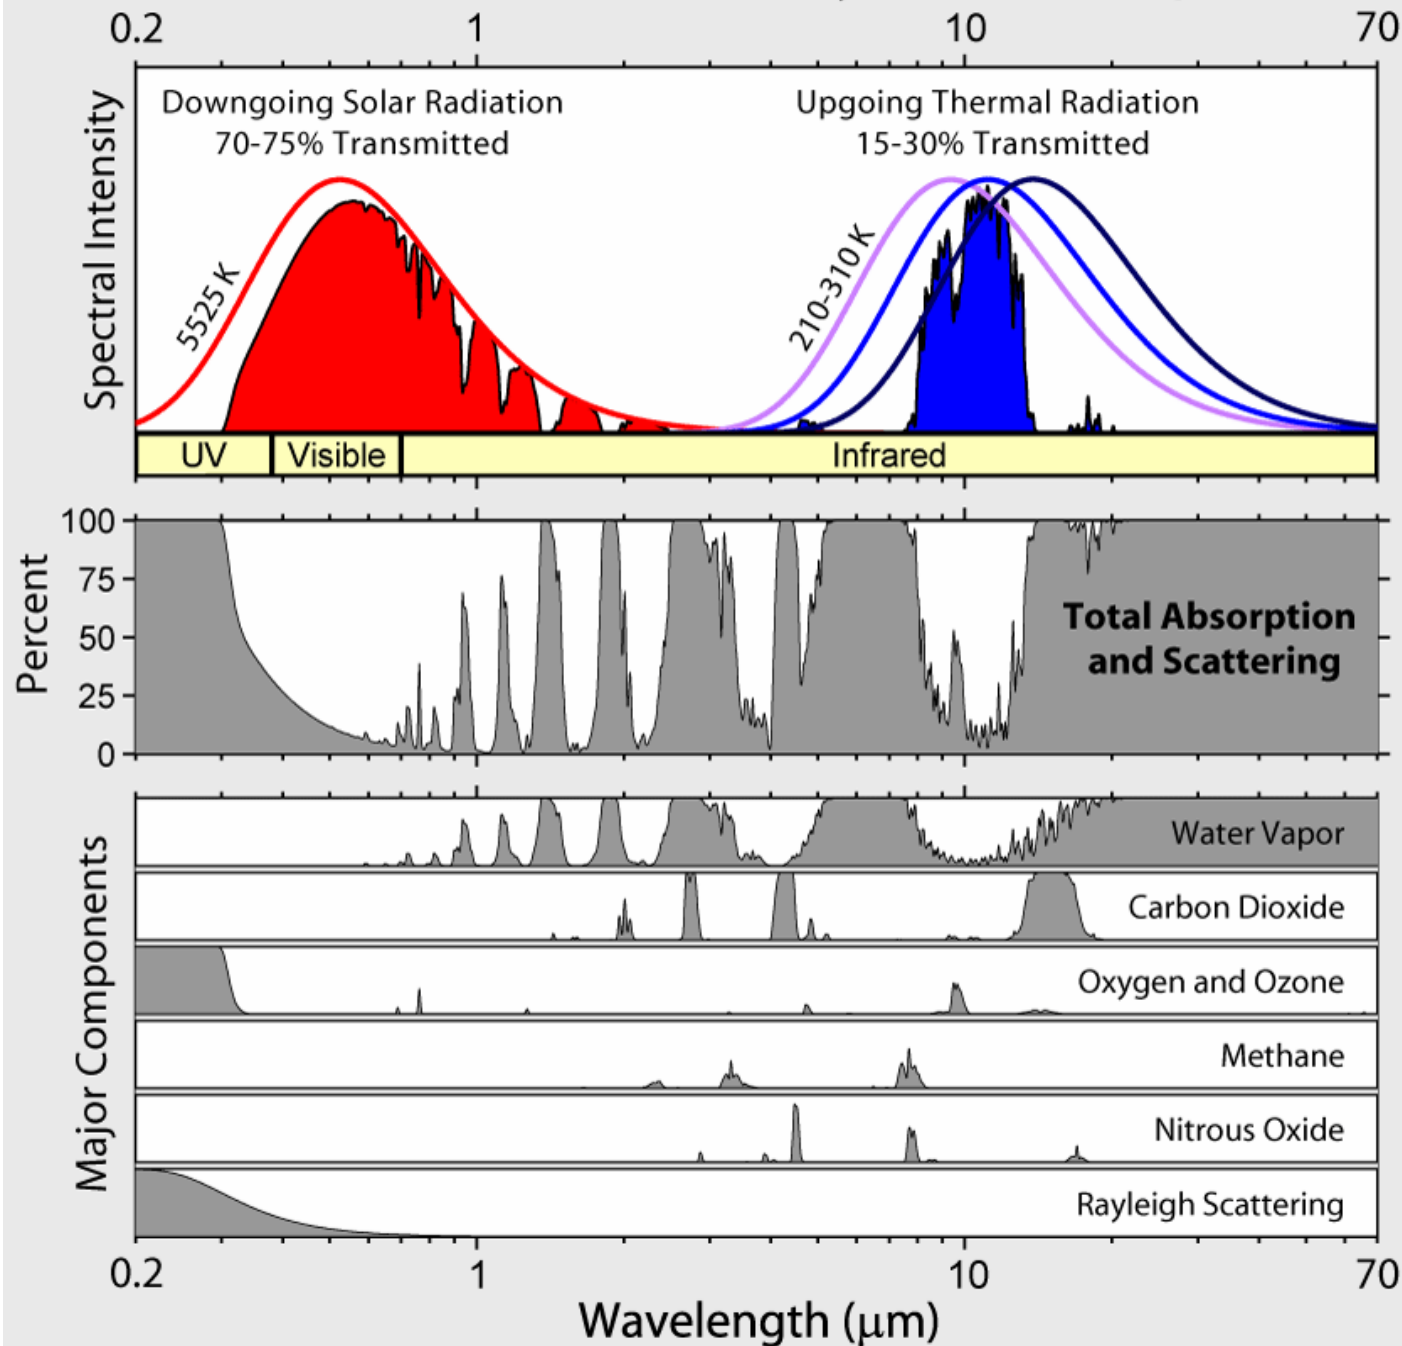 0.2 1 10 70
Downgoing Solar Radiation
70-75% Transmitted
Upgoing Thermal Radiation
15-30% Transmitted
Spectral Intensity
5525 K
210-310 K
UV Visible Infrared
Percent
100
75
50
25
0
Total Absorption
and Scattering
Major Components
Water Vapor
Carbon Dioxide
Oxygen and Ozone
Methane
Nitrous Oxide
Rayleigh Scattering
0.2 1 10 70
Wavelength (μm)